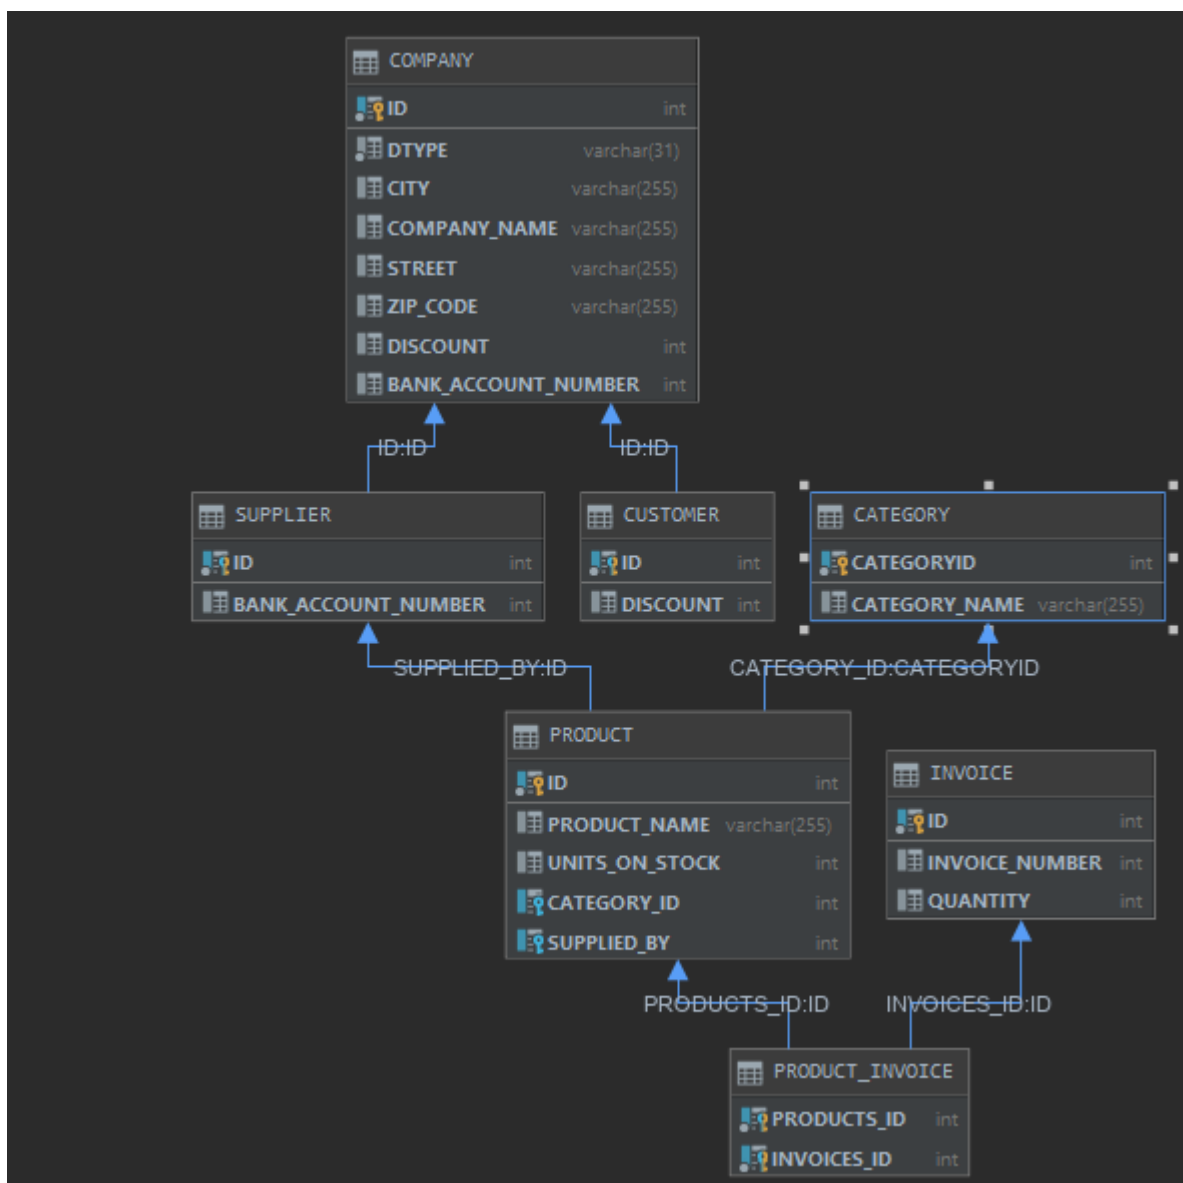 COMPANY
ID int
DTYPE varchar(31)
CITY varchar(255)
COMPANY_NAME varchar(255)
STREET varchar(255)
ZIP_CODE varchar(255)
DISCOUNT int
BANK_ACCOUNT_NUMBER int
ID:ID
ID:ID
SUPPLIER
ID int
BANK_ACCOUNT_NUMBER int
CUSTOMER
ID int
DISCOUNT int
CATEGORY
CATEGORYID int
CATEGORY_NAME varchar(255)
SUPPLIED_BY:ID
CATEGORY_ID:CATEGORYID
PRODUCT
ID int
PRODUCT_NAME varchar(255)
UNITS_ON_STOCK int
CATEGORY_ID int
SUPPLIED_BY int
INVOICE
ID int
INVOICE_NUMBER int
QUANTITY int
PRODUCTS_ID:ID
INVOICES_ID:ID
PRODUCT_INVOICE
PRODUCTS_ID int
INVOICES_ID int